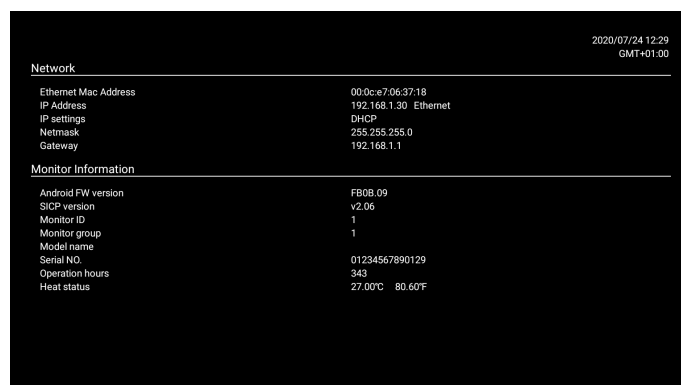 2020/07/24 12:29
GMT+01:00
Network
Ethernet Mac Address 00:0c:e7:06:37:18
IP Address 192.168.1.30 Ethernet
IP settings DHCP
Netmask 255.255.255.0
Gateway 192.168.1.1
Monitor Information
Android FW version FB0B.09
SICP version v2.06
Monitor ID 1
Monitor group 1
Model name
Serial NO. 01234567890129
Operation hours 343
Heat status 27.00℃ 80.60℉